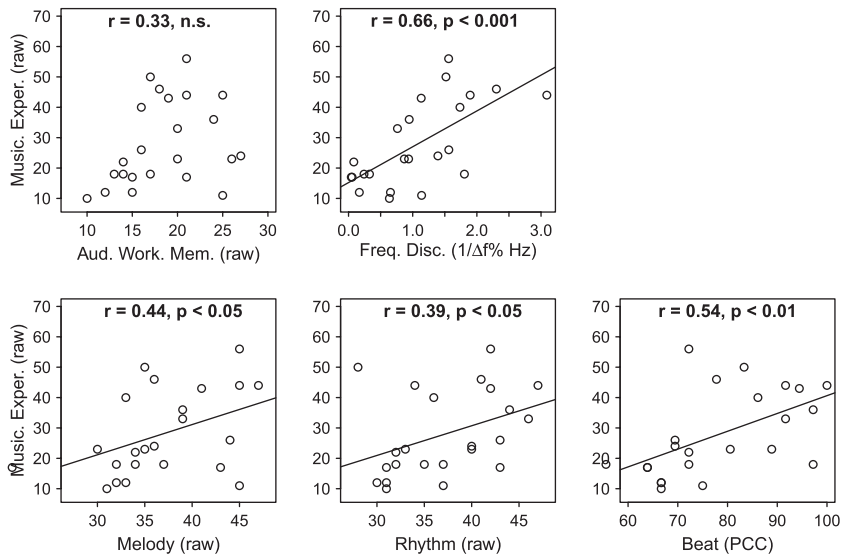 r = 0.33, n.s.
Music. Exper. (raw)
70
60
50
40
30
20
10
10 15 20 25 30
Aud. Work. Mem. (raw)
r = 0.66, p < 0.001
70
60
50
40
30
20
10
0.0 1.0 2.0 3.0
Freq. Disc. (1/Δf% Hz)
r = 0.44, p < 0.05
Music. Exper. (raw)
70
60
50
40
30
20
10
30 35 40 45
Melody (raw)
r = 0.39, p < 0.05
70
60
50
40
30
20
10
30 35 40 45
Rhythm (raw)
r = 0.54, p < 0.01
70
60
50
40
30
20
10
60 70 80 90 100
Beat (PCC)